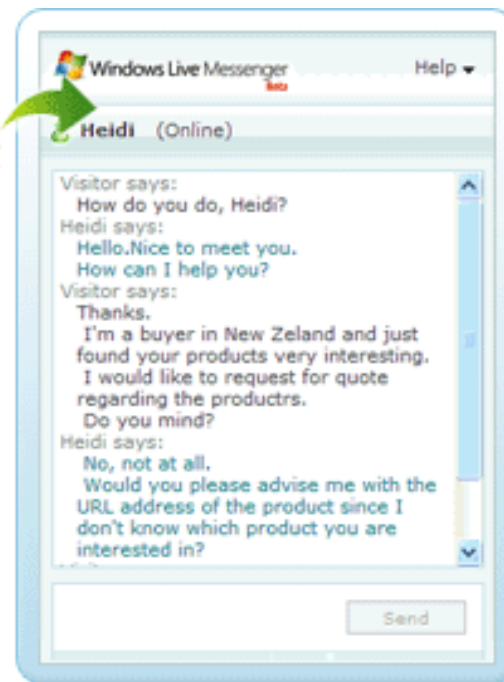 Windows Live Messenger
Beta
Help
Heidi (Online)
Visitor says:
How do you do, Heidi?
Heidi says:
Hello.Nice to meet you.
How can I help you?
Visitor says:
Thanks.
I'm a buyer in New Zeland and just
found your products very interesting.
I would like to request for quote
regarding the productrs.
Do you mind?
Heidi says:
No, not at all.
Would you please advise me with the
URL address of the product since I
don't know which product you are
interested in?
Send